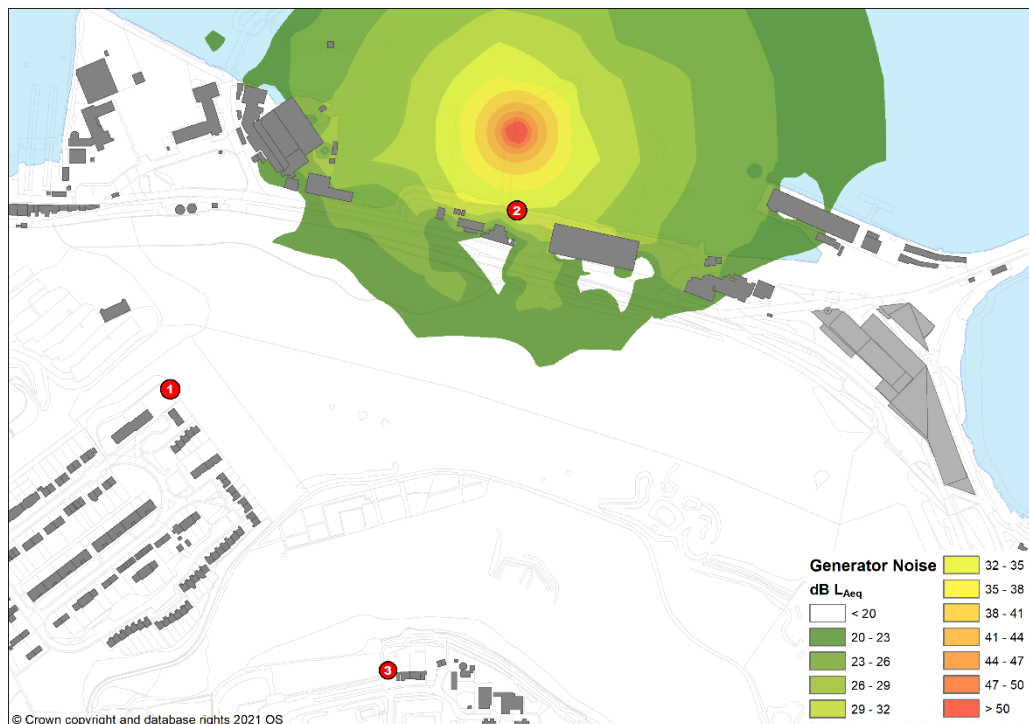 2
1
3
Generator Noise
dB LAeq
< 20
20 - 23
23 - 26
26 - 29
29 - 32
32 - 35
35 - 38
38 - 41
41 - 44
44 - 47
47 - 50
> 50
© Crown copyright and database rights 2021 OS